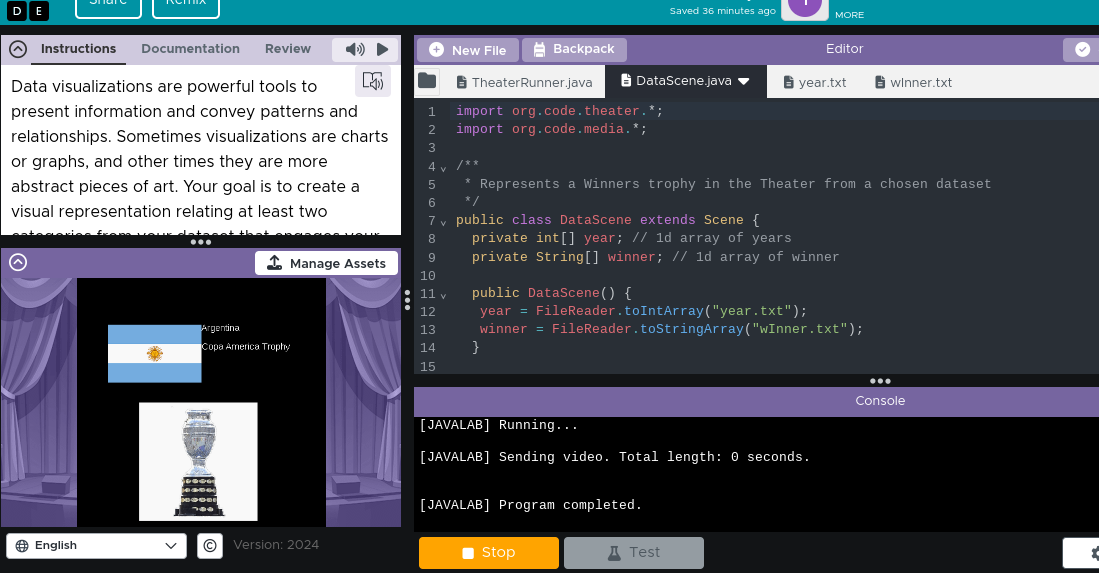 Share
Remix
Saved 36 minutes ago
T
MORE
D E
Instructions
Documentation
Review
Data visualizations are powerful tools to
present information and convey patterns and
relationships. Sometimes visualizations are charts
or graphs, and other times they are more
abstract pieces of art. Your goal is to create a
visual representation relating at least two
categories from your dataset that engages your
Manage Assets
Argentina
Copa America Trophy
English
Version: 2024
New File
Backpack
Editor
TheaterRunner.java
DataScene.java
year.txt
wInner.txt
1 import org.code.theater.*;
2 import org.code.media.*;
3
4 /**
5 * Represents a Winners trophy in the Theater from a chosen dataset
6 */
7 public class DataScene extends Scene {
8 private int[] year; // 1d array of years
9 private String[] winner; // 1d array of winner
10
11 public DataScene() {
12 year = FileReader.toIntArray("year.txt");
13 winner = FileReader.toStringArray("wInner.txt");
14 }
15
Console
[JAVALAB] Running...
[JAVALAB] Sending video. Total length: 0 seconds.
[JAVALAB] Program completed.
Stop
Test